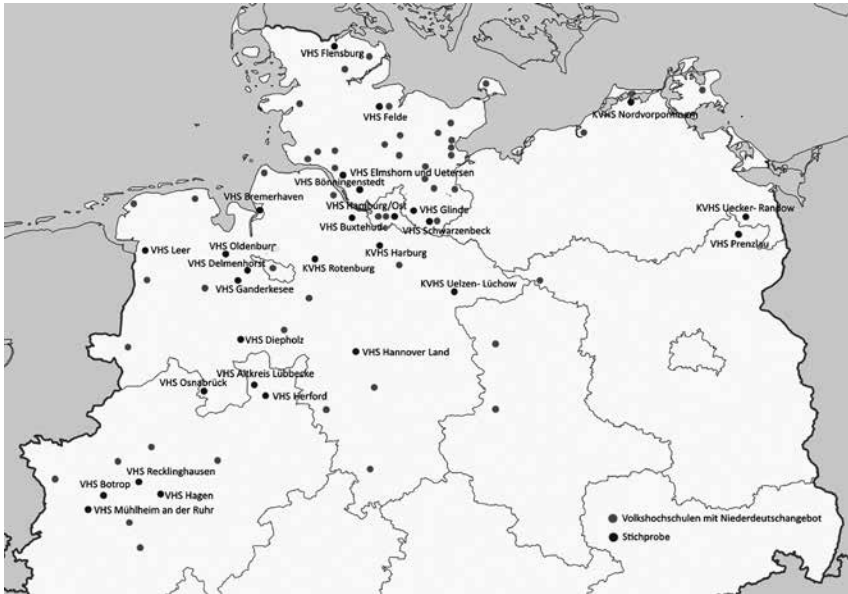 VHS Flensburg
VHS Felde
KVHS Nordvorpommern
VHS Elmshorn und Uetersen
VHS Bönningenstedt
VHS Bremerhaven
VHS Hamburg/Ost
VHS Glinde
KVHS Uecker- Randow
VHS Buxtehude
VHS Schwarzenbeck
VHS Prenzlau
VHS Leer
VHS Oldenburg
KVHS Harburg
VHS Delmenhorst
KVHS Rotenburg
VHS Ganderkesee
KVHS Uelzen- Lüchow
VHS Diepholz
VHS Hannover Land
VHS Altkreis Lübbecke
VHS Osnabrück
VHS Herford
VHS Recklinghausen
VHS Botrop
VHS Hagen
VHS Mühlheim an der Ruhr
Volkshochschulen mit Niederdeutschangebot
Stichprobe